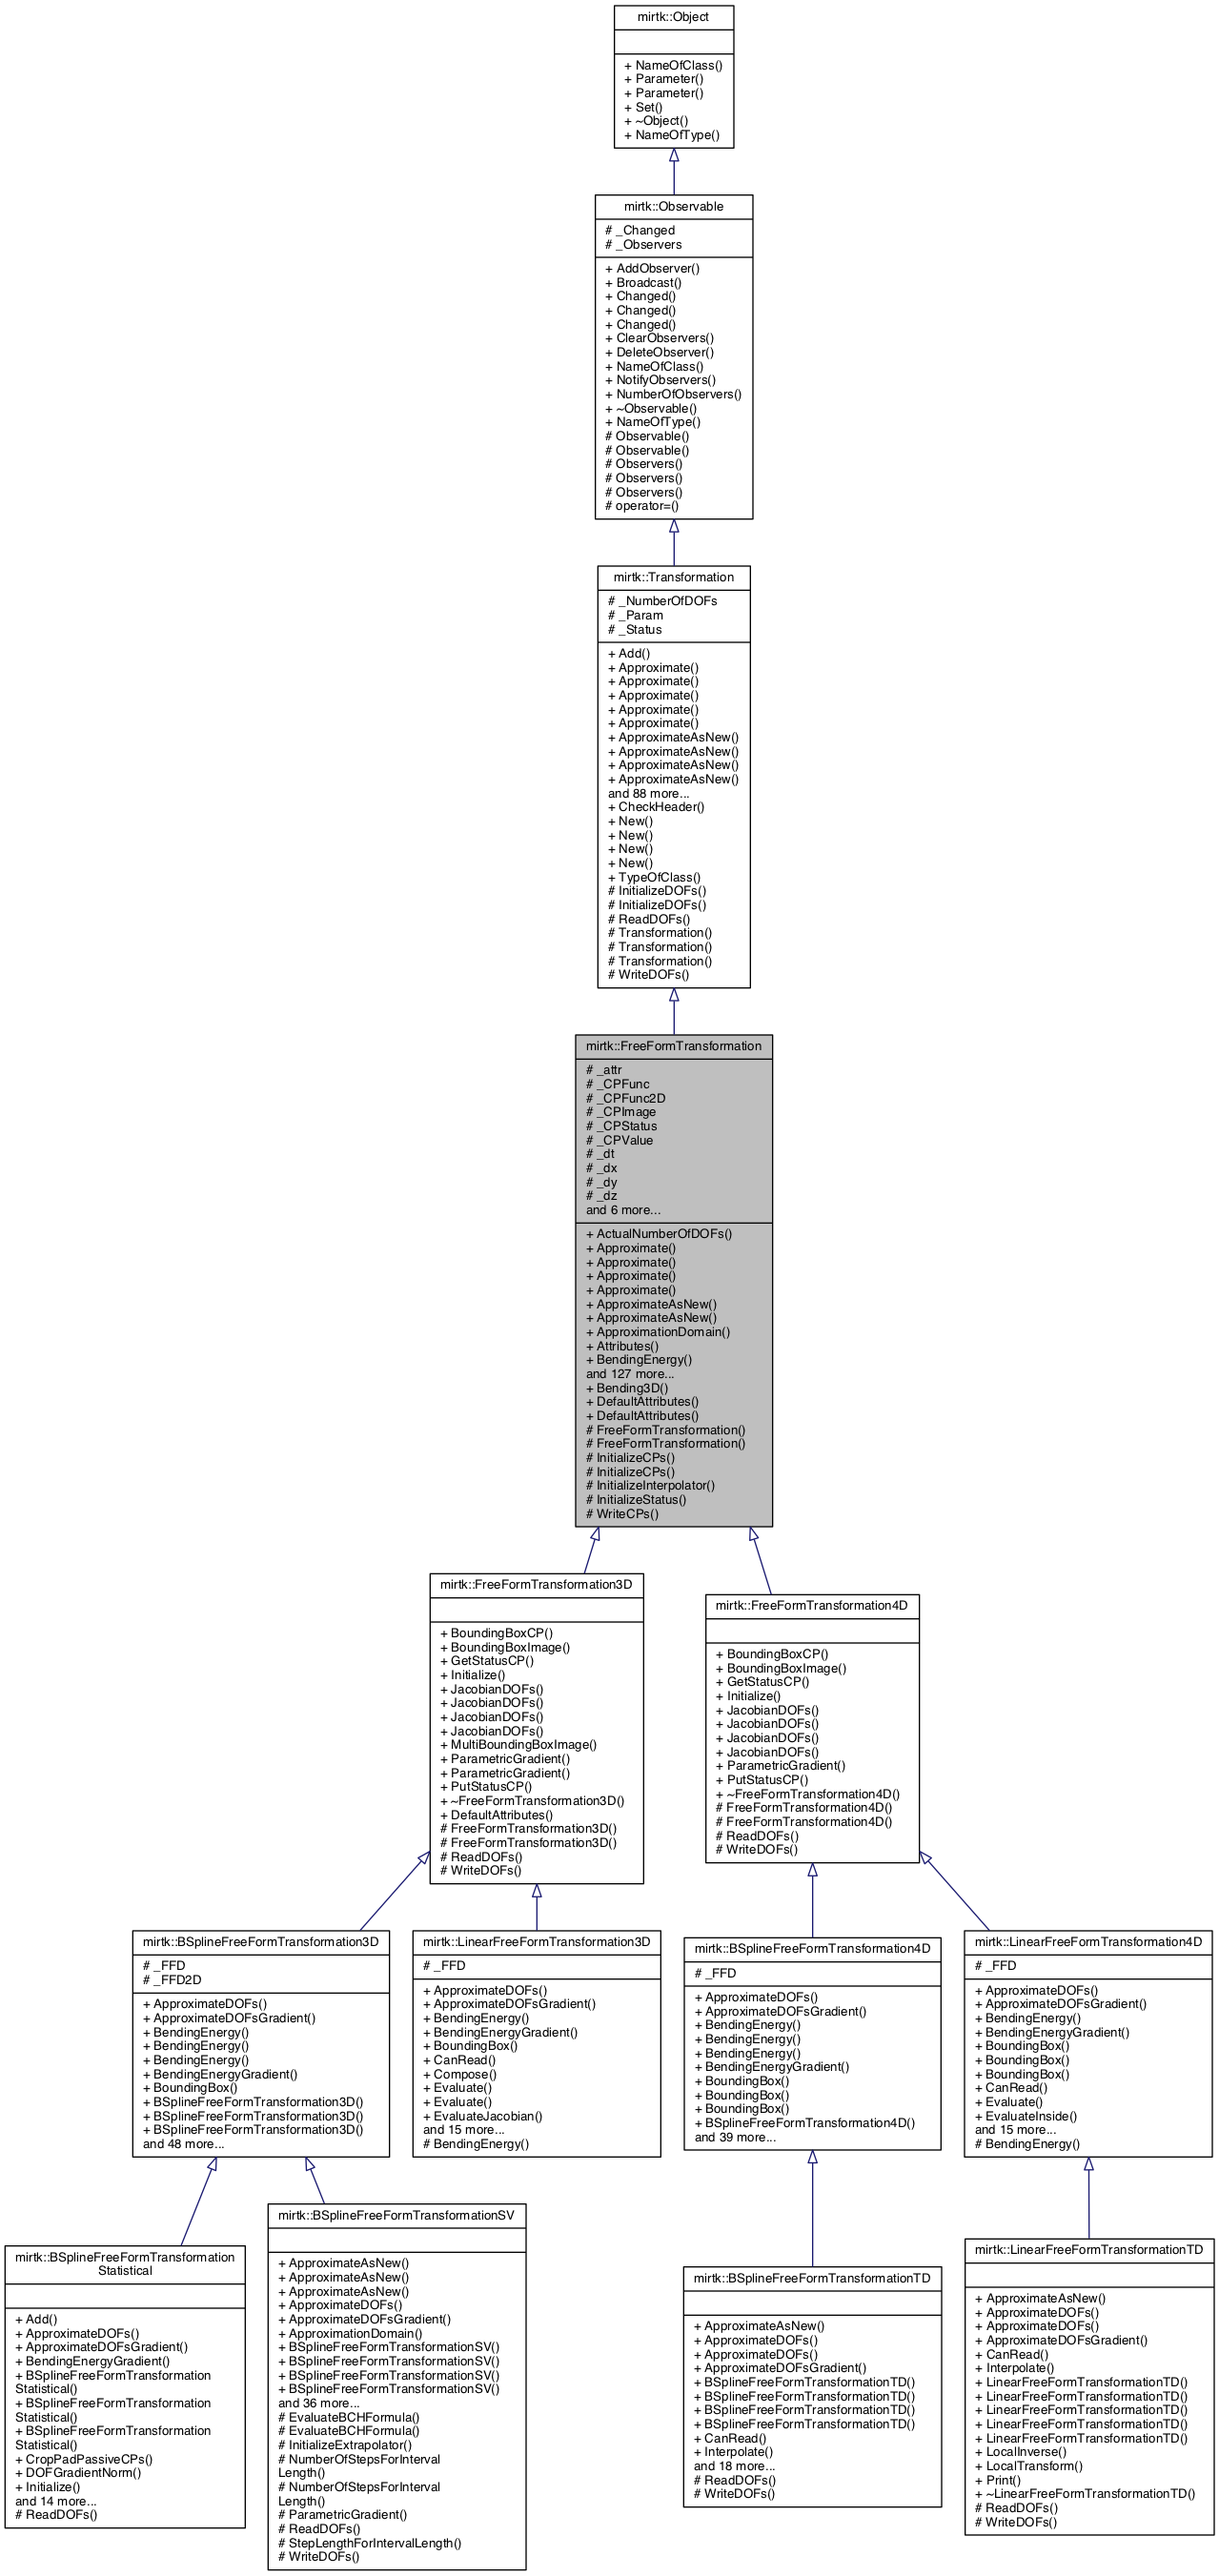 mirtk::Object
+ NameOfClass()
+ Parameter()
+ Parameter()
+ Set()
+ ~Object()
+ NameOfType()
mirtk::Observable
# _Changed
# _Observers
+ AddObserver()
+ Broadcast()
+ Changed()
+ Changed()
+ Changed()
+ ClearObservers()
+ DeleteObserver()
+ NameOfClass()
+ NotifyObservers()
+ NumberOfObservers()
+ ~Observable()
+ NameOfType()
# Observable()
# Observable()
# Observers()
# Observers()
# Observers()
# operator=()
mirtk::Transformation
# _NumberOfDOFs
# _Param
# _Status
+ Add()
+ Approximate()
+ Approximate()
+ Approximate()
+ Approximate()
+ Approximate()
+ ApproximateAsNew()
+ ApproximateAsNew()
+ ApproximateAsNew()
+ ApproximateAsNew()
and 88 more...
+ CheckHeader()
+ New()
+ New()
+ New()
+ New()
+ TypeOfClass()
# InitializeDOFs()
# InitializeDOFs()
# ReadDOFs()
# Transformation()
# Transformation()
# Transformation()
# WriteDOFs()
mirtk::FreeFormTransformation
# _attr
# _CPFunc
# _CPFunc2D
# _CPImage
# _CPStatus
# _CPValue
# _dt
# _dx
# _dy
# _dz
and 6 more...
+ ActualNumberOfDOFs()
+ Approximate()
+ Approximate()
+ Approximate()
+ Approximate()
+ ApproximateAsNew()
+ ApproximateAsNew()
+ ApproximationDomain()
+ Attributes()
+ BendingEnergy()
and 127 more...
+ Bending3D()
+ DefaultAttributes()
+ DefaultAttributes()
# FreeFormTransformation()
# FreeFormTransformation()
# InitializeCPs()
# InitializeCPs()
# InitializeInterpolator()
# InitializeStatus()
# WriteCPs()
mirtk::FreeFormTransformation3D
+ BoundingBoxCP()
+ BoundingBoxImage()
+ GetStatusCP()
+ Initialize()
+ JacobianDOFs()
+ JacobianDOFs()
+ JacobianDOFs()
+ JacobianDOFs()
+ MultiBoundingBoxImage()
+ ParametricGradient()
+ ParametricGradient()
+ PutStatusCP()
+ ~FreeFormTransformation3D()
+ DefaultAttributes()
# FreeFormTransformation3D()
# FreeFormTransformation3D()
# ReadDOFs()
# WriteDOFs()
mirtk::FreeFormTransformation4D
+ BoundingBoxCP()
+ BoundingBoxImage()
+ GetStatusCP()
+ Initialize()
+ JacobianDOFs()
+ JacobianDOFs()
+ JacobianDOFs()
+ JacobianDOFs()
+ ParametricGradient()
+ PutStatusCP()
+ ~FreeFormTransformation4D()
# FreeFormTransformation4D()
# FreeFormTransformation4D()
# ReadDOFs()
# WriteDOFs()
mirtk::BSplineFreeFormTransformation3D
# _FFD
# _FFD2D
+ ApproximateDOFs()
+ ApproximateDOFsGradient()
+ BendingEnergy()
+ BendingEnergy()
+ BendingEnergy()
+ BendingEnergyGradient()
+ BoundingBox()
+ BSplineFreeFormTransformation3D()
+ BSplineFreeFormTransformation3D()
+ BSplineFreeFormTransformation3D()
and 48 more...
mirtk::LinearFreeFormTransformation3D
# _FFD
+ ApproximateDOFs()
+ ApproximateDOFsGradient()
+ BendingEnergy()
+ BendingEnergyGradient()
+ BoundingBox()
+ CanRead()
+ Compose()
+ Evaluate()
+ Evaluate()
+ EvaluateJacobian()
and 15 more...
# BendingEnergy()
mirtk::BSplineFreeFormTransformation4D
# _FFD
+ ApproximateDOFs()
+ ApproximateDOFsGradient()
+ BendingEnergy()
+ BendingEnergy()
+ BendingEnergy()
+ BendingEnergyGradient()
+ BoundingBox()
+ BoundingBox()
+ BoundingBox()
+ BSplineFreeFormTransformation4D()
and 39 more...
mirtk::LinearFreeFormTransformation4D
# _FFD
+ ApproximateDOFs()
+ ApproximateDOFsGradient()
+ BendingEnergy()
+ BendingEnergyGradient()
+ BoundingBox()
+ BoundingBox()
+ BoundingBox()
+ CanRead()
+ Evaluate()
+ EvaluateInside()
and 15 more...
# BendingEnergy()
mirtk::BSplineFreeFormTransformation
Statistical
+ Add()
+ ApproximateDOFs()
+ ApproximateDOFsGradient()
+ BendingEnergyGradient()
+ BSplineFreeFormTransformation
Statistical()
+ BSplineFreeFormTransformation
Statistical()
+ BSplineFreeFormTransformation
Statistical()
+ CropPadPassiveCPs()
+ DOFGradientNorm()
+ Initialize()
and 14 more...
# ReadDOFs()
mirtk::BSplineFreeFormTransformationSV
+ ApproximateAsNew()
+ ApproximateAsNew()
+ ApproximateAsNew()
+ ApproximateDOFs()
+ ApproximateDOFsGradient()
+ ApproximationDomain()
+ BSplineFreeFormTransformationSV()
+ BSplineFreeFormTransformationSV()
+ BSplineFreeFormTransformationSV()
+ BSplineFreeFormTransformationSV()
and 36 more...
# EvaluateBCHFormula()
# EvaluateBCHFormula()
# InitializeExtrapolator()
# NumberOfStepsForInterval
Length()
# NumberOfStepsForInterval
Length()
# ParametricGradient()
# ReadDOFs()
# StepLengthForIntervalLength()
# WriteDOFs()
mirtk::BSplineFreeFormTransformationTD
+ ApproximateAsNew()
+ ApproximateDOFs()
+ ApproximateDOFs()
+ ApproximateDOFsGradient()
+ BSplineFreeFormTransformationTD()
+ BSplineFreeFormTransformationTD()
+ BSplineFreeFormTransformationTD()
+ BSplineFreeFormTransformationTD()
+ CanRead()
+ Interpolate()
and 18 more...
# ReadDOFs()
# WriteDOFs()
mirtk::LinearFreeFormTransformationTD
+ ApproximateAsNew()
+ ApproximateDOFs()
+ ApproximateDOFs()
+ ApproximateDOFsGradient()
+ CanRead()
+ Interpolate()
+ LinearFreeFormTransformationTD()
+ LinearFreeFormTransformationTD()
+ LinearFreeFormTransformationTD()
+ LinearFreeFormTransformationTD()
+ LinearFreeFormTransformationTD()
+ LocalInverse()
+ LocalTransform()
+ Print()
+ ~LinearFreeFormTransformationTD()
# ReadDOFs()
# WriteDOFs()